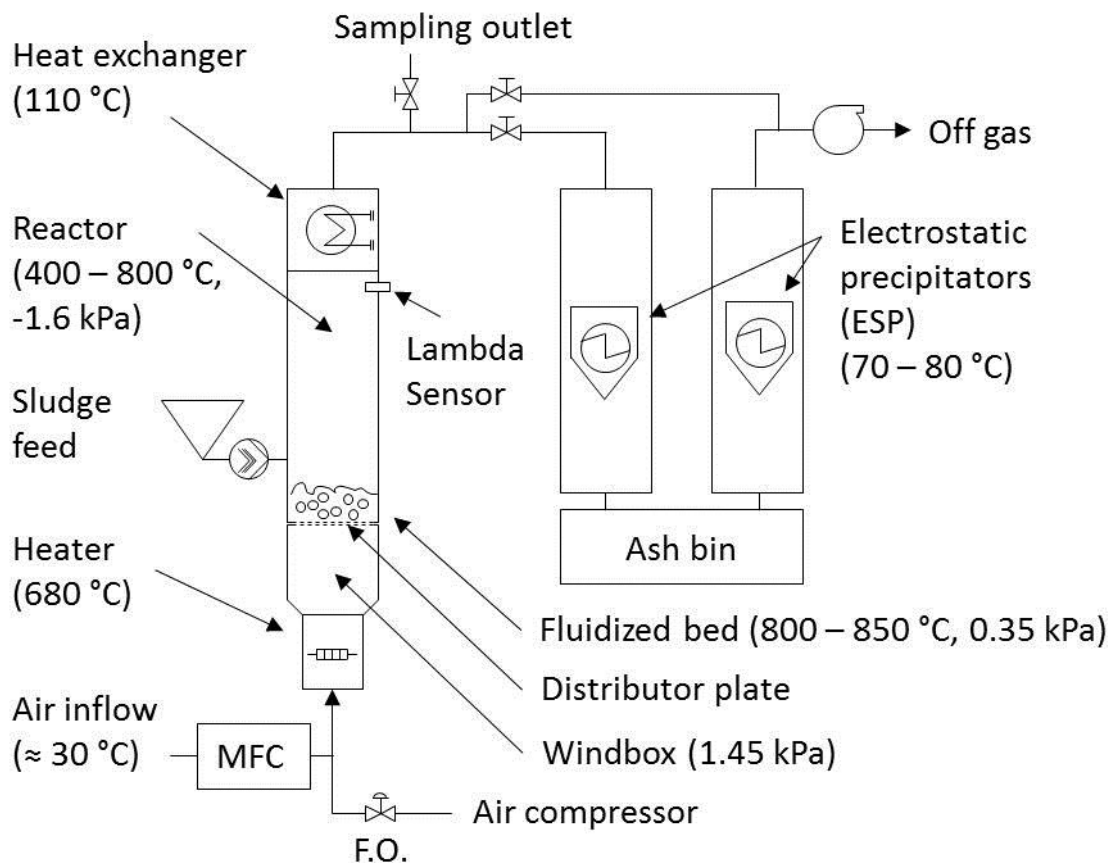 Sampling outlet
Heat exchanger
(110 °C)
Off gas
Reactor
(400 – 800 °C,
-1.6 kPa)
Electrostatic
precipitators
(ESP)
(70 – 80 °C)
Lambda
Sensor
Sludge
feed
Ash bin
Heater
(680 °C)
Fluidized bed (800 – 850 °C, 0.35 kPa)
Distributor plate
Air inflow
(≈ 30 °C)
MFC
Windbox (1.45 kPa)
Air compressor
F.O.